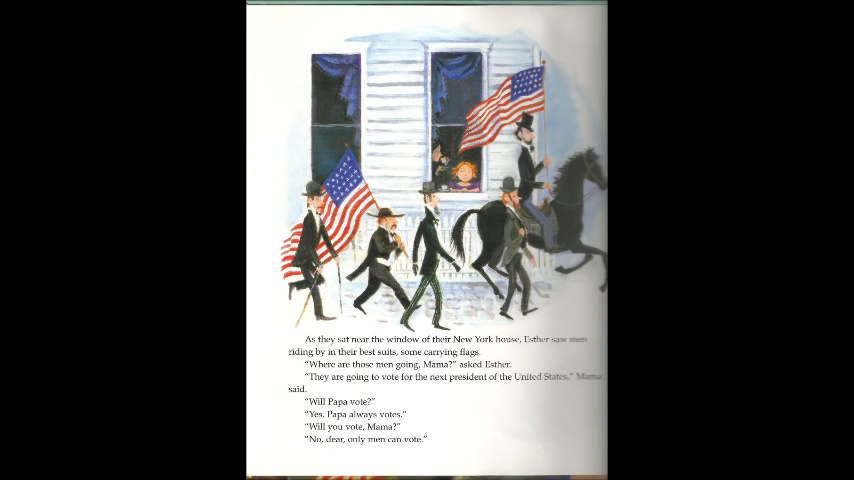 As they sat near the window of their New York house, Esther saw men
riding by in their best suits, some carrying flags.
"Where are those men going, Mama?" asked Esther.
"They are going to vote for the next president of the United States," Mama
said.
"Will Papa vote?"
"Yes, Papa always votes."
"Will you vote, Mama?"
"No, dear, only men can vote."